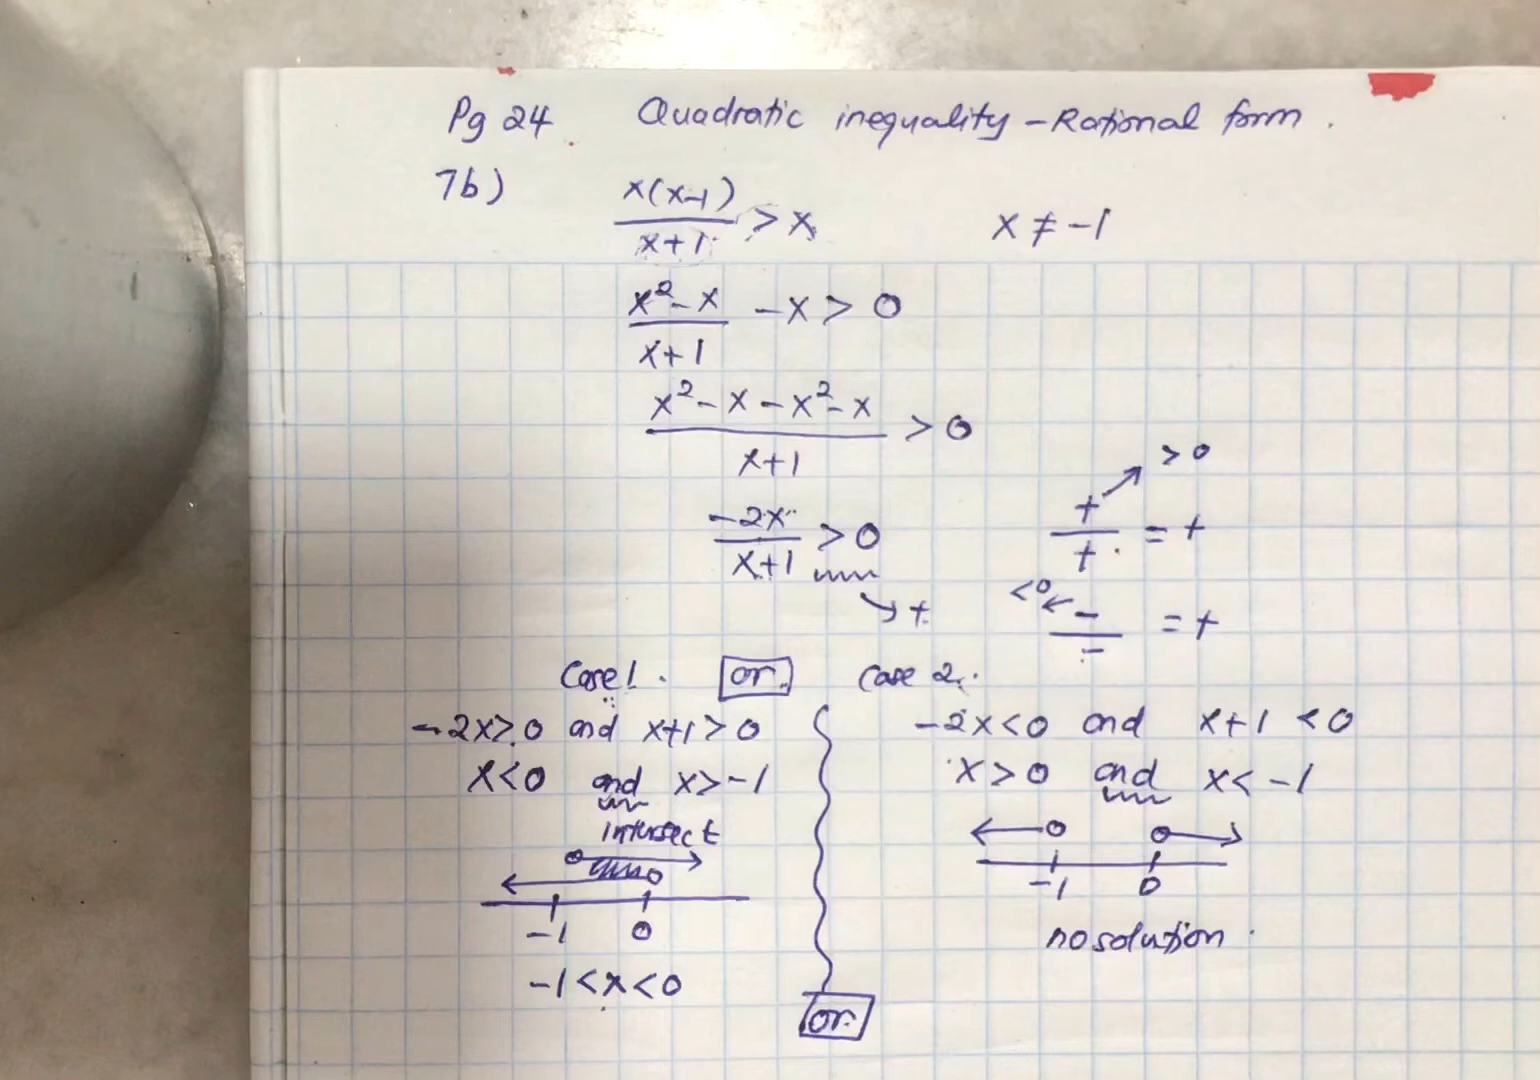 Pg 24 Quadratic inequality – Rational form.
7b) x(x-1)/x+1 > x x ≠ -1
x²-x/x+1 - x > 0
x²-x-x²-x/x+1 > 0
-2x/x+1 > 0
→ +
+/+ = + → > 0
<0 ← -/- = +
Case 1. or. Case 2.
-2x > 0 and x+1 > 0
x < 0 and x > -1
intersect
-1 0
-1 < x < 0
-2x < 0 and x+1 < 0
x > 0 and x < -1
-1 0
no solution.
or.